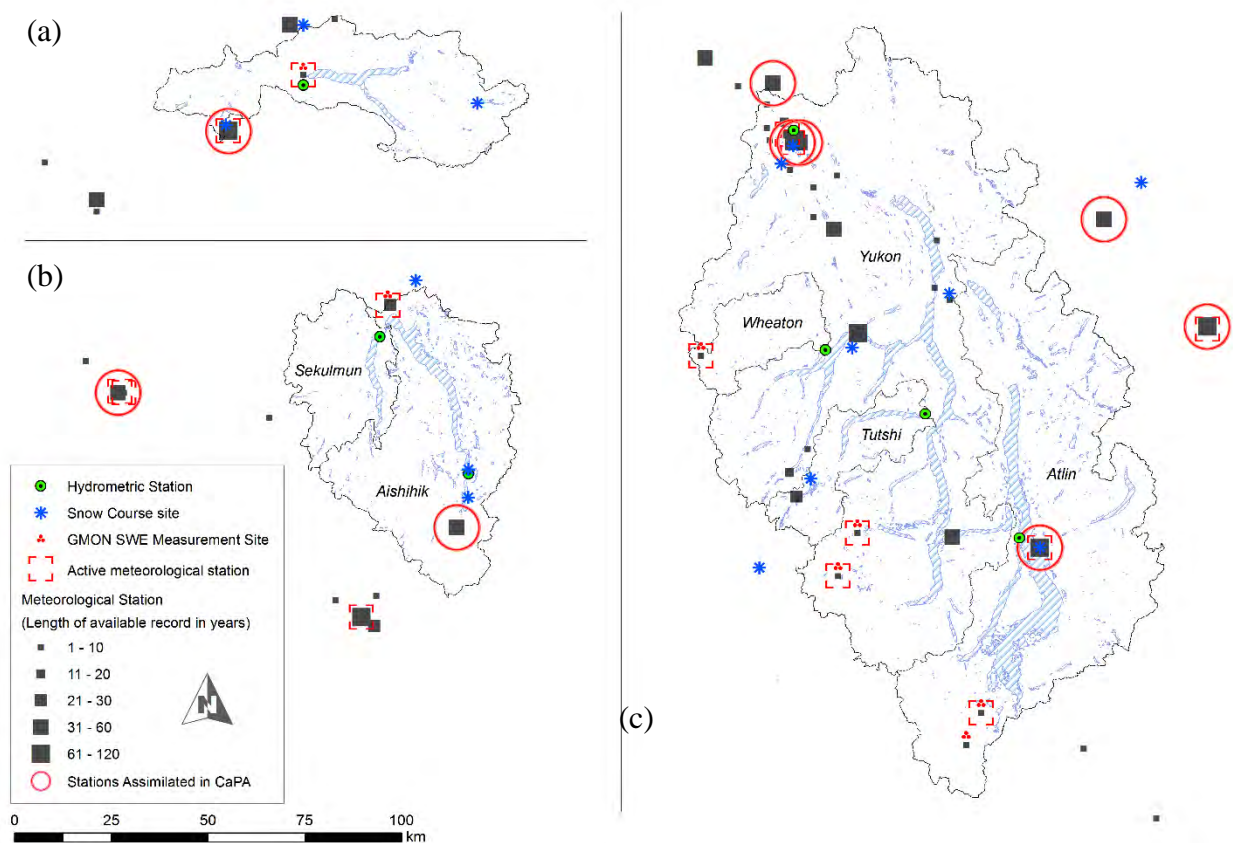 (a)
(b)
Sekulmun
Aishihik
Hydrometric Station
Snow Course site
GMON SWE Measurement Site
Active meteorological station
Meteorological Station
(Length of available record in years)
1 - 10
11 - 20
21 - 30
31 - 60
61 - 120
N
Stations Assimilated in CaPA
0 25 50 75 100
km
Yukon
Wheaton
Tutshi
Atlin
(c)